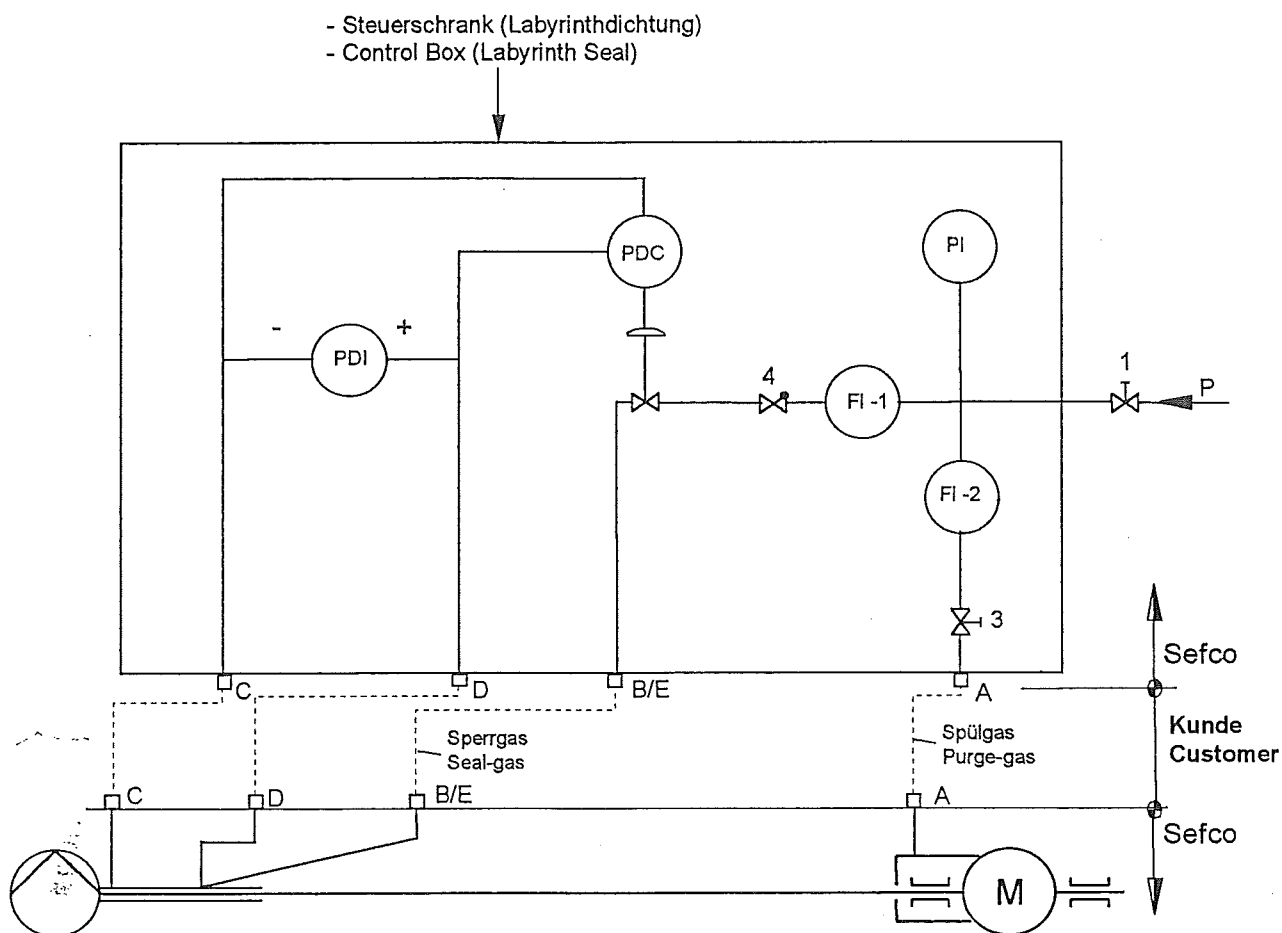 - Steuerschrank (Labyrinthdichtung)
- Control Box (Labyrinth Seal)
PDC
PI
- +
PDI
4
FI -1
1
P
FI -2
3
Sefco
C
D
B/E
A
Sperrgas
Seal-gas
Spülgas
Purge-gas
Kunde
Customer
C
D
B/E
A
Sefco
M